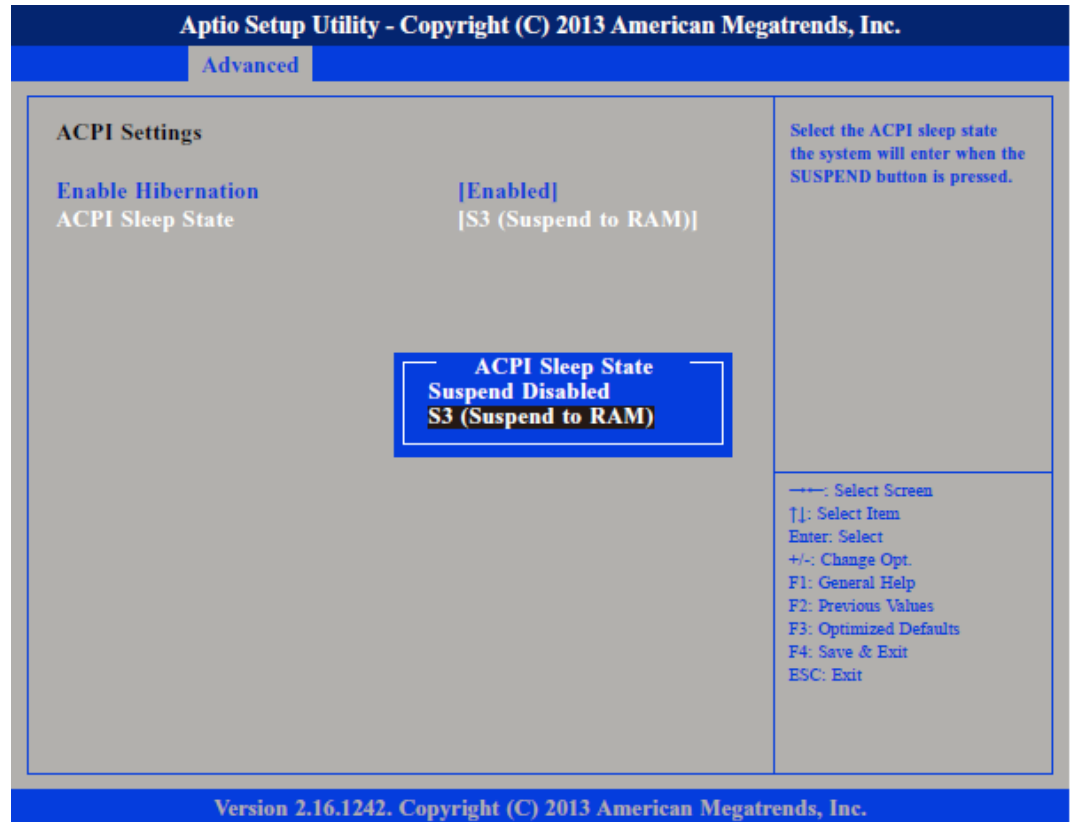 Aptio Setup Utility - Copyright (C) 2013 American Megatrends, Inc.
Advanced
ACPI Settings
Enable Hibernation [Enabled]
ACPI Sleep State [S3 (Suspend to RAM)]
ACPI Sleep State
Suspend Disabled
S3 (Suspend to RAM)
Select the ACPI sleep state
the system will enter when the
SUSPEND button is pressed.
→←: Select Screen
↑↓: Select Item
Enter: Select
+/-: Change Opt.
F1: General Help
F2: Previous Values
F3: Optimized Defaults
F4: Save & Exit
ESC: Exit
Version 2.16.1242. Copyright (C) 2013 American Megatrends, Inc.